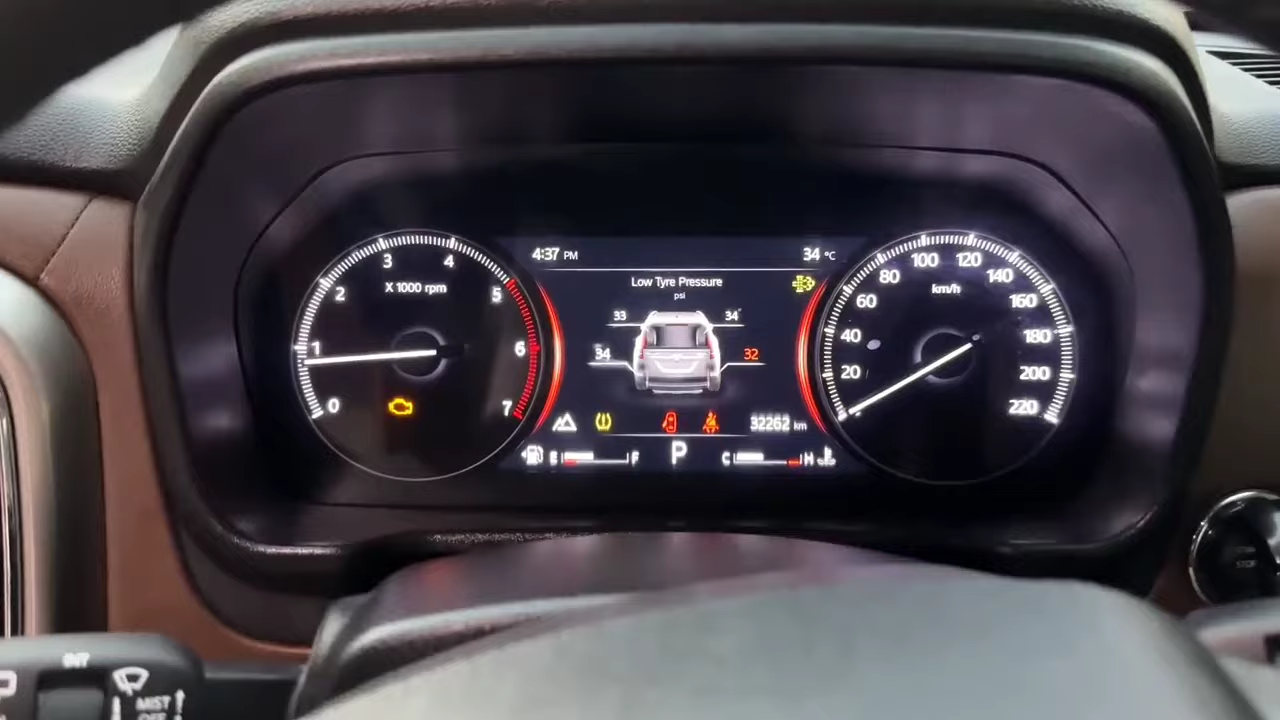 4:37 PM
34 °C
Low Tyre Pressure
psi
33
34
34
32
32262 km
E F
P
C H
0
1
2
3
4
5
6
7
X 1000 rpm
20
40
60
80
100
120
140
160
180
200
220
km/h
STOP
INT
MIST
OFF